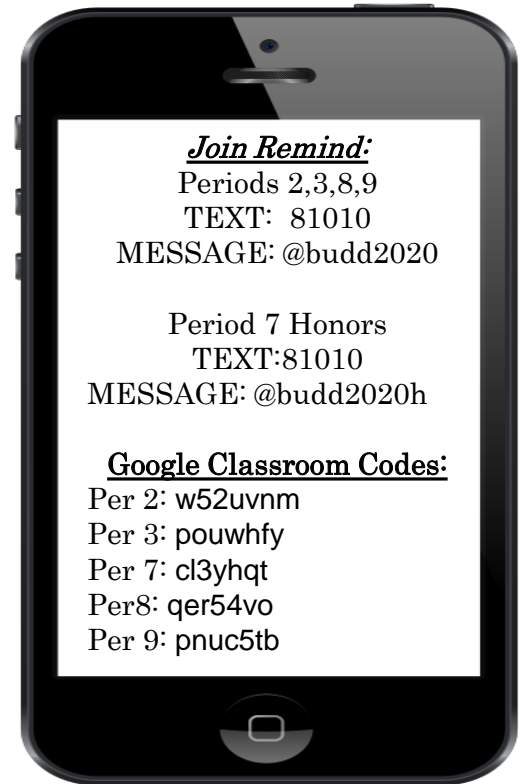 Join Remind:
Periods 2,3,8,9
TEXT: 81010
MESSAGE: @budd2020
Period 7 Honors
TEXT:81010
MESSAGE: @budd2020h
Google Classroom Codes:
Per 2: w52uvnm
Per 3: pouwhfy
Per 7: cl3yhqt
Per8: qer54vo
Per 9: pnuc5tb